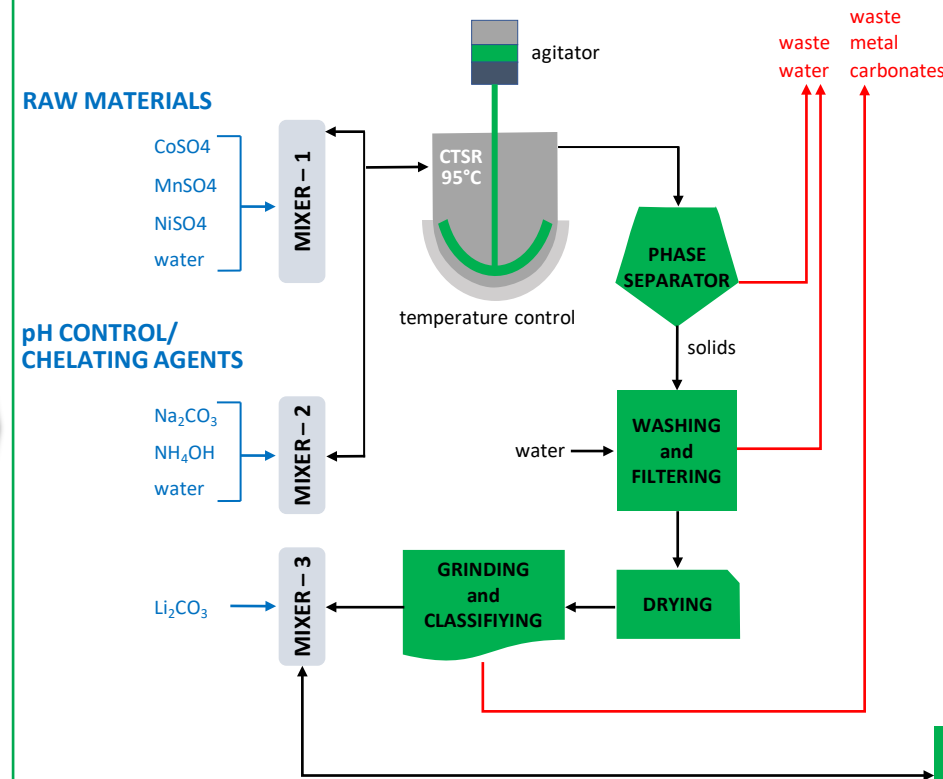 waste
waste metal
water carbonates
agitator
RAW MATERIALS
CoSO4
MnSO4
NiSO4
water
MIXER – 1
CTSR
95°C
temperature control
PHASE
SEPARATOR
solids
pH CONTROL/
CHELATING AGENTS
Na₂CO₃
NH₄OH
water
MIXER – 2
water
WASHING
and
FILTERING
Li₂CO₃
MIXER – 3
GRINDING
and
CLASSIFIYING
DRYING